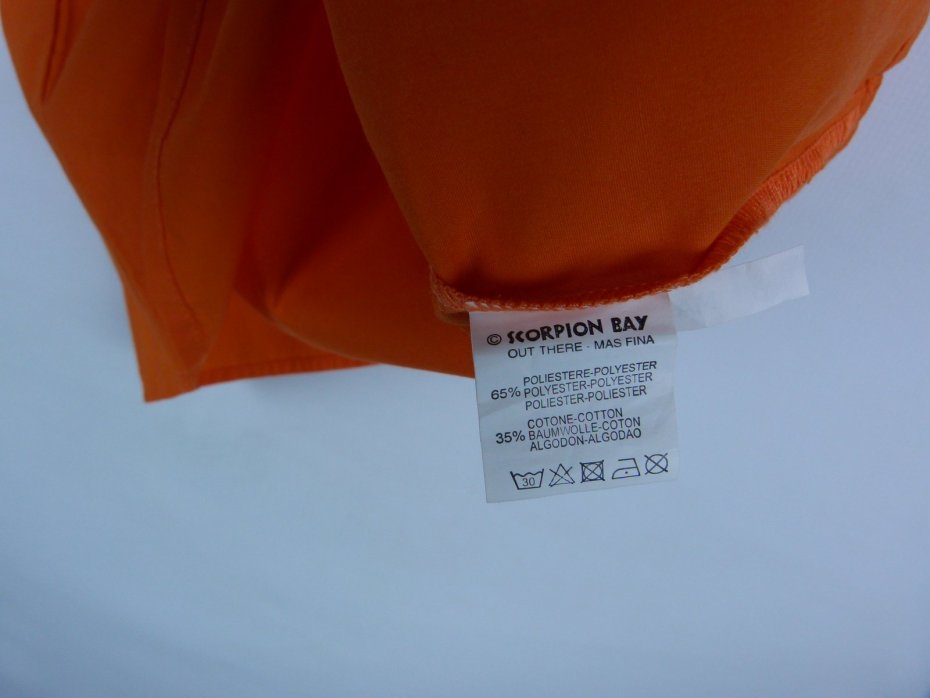 © SCORPION BAY
OUT THERE - MAS FINA
POLIESTERE-POLYESTER
65% POLYESTER-POLYESTER
POLIESTER-POLIESTER
COTONE-COTTON
35% BAUMWOLLE-COTON
ALGODON-ALGODAO
30